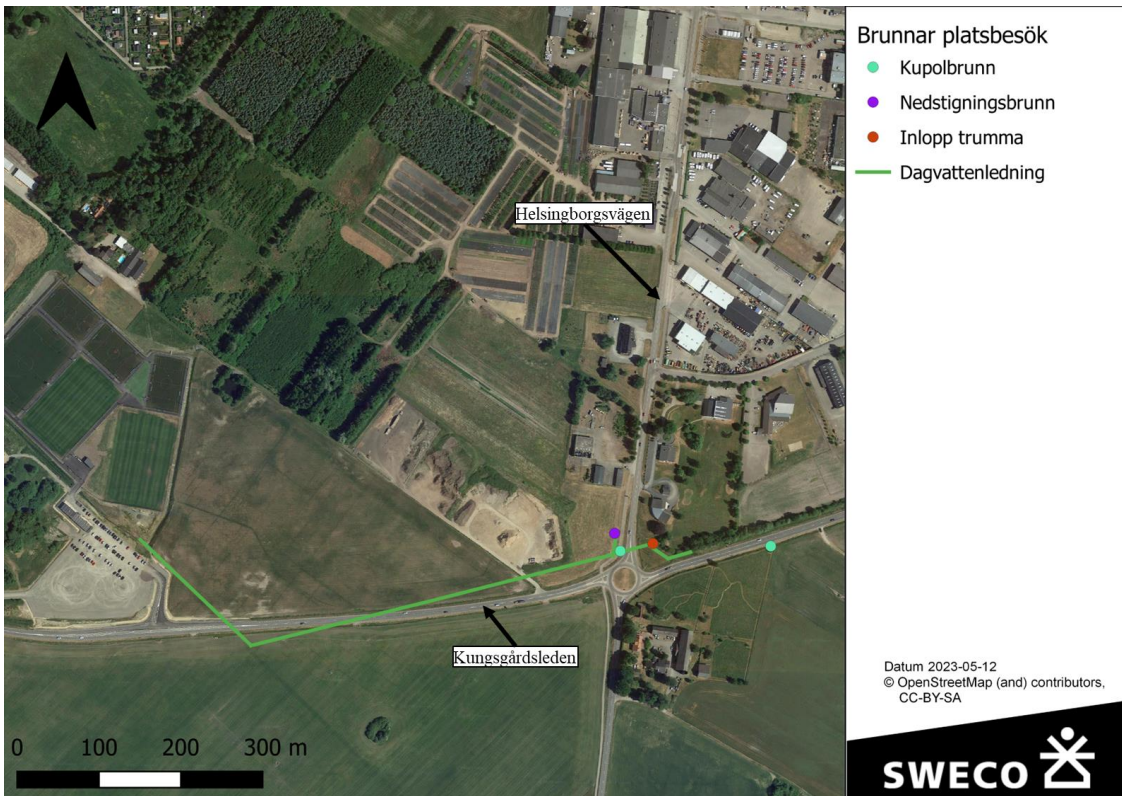 Brunnar platsbesök
Kupolbrunn
Nedstigningsbrunn
Inlopp trumma
Dagvattenledning
Helsingborgsvägen
Kungsgårdsleden
0 100 200 300 m
Datum 2023-05-12
© OpenStreetMap (and) contributors,
CC-BY-SA
SWECO